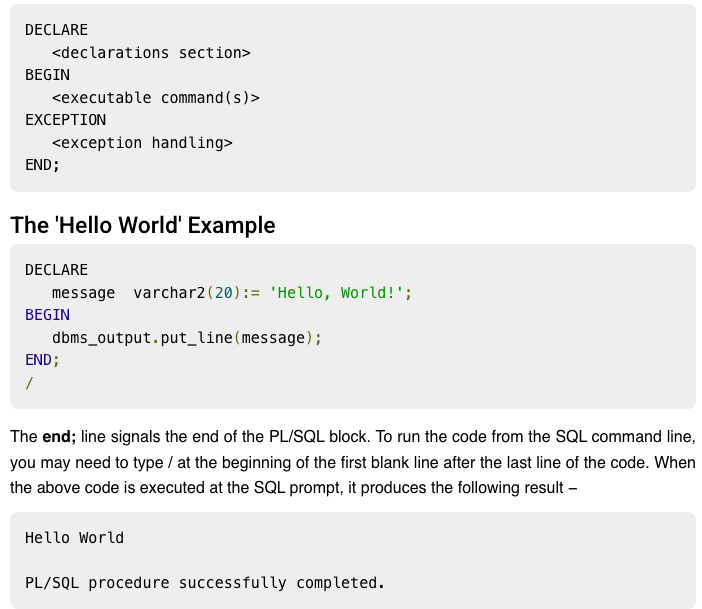 DECLARE
   <declarations section>
BEGIN
   <executable command(s)>
EXCEPTION
   <exception handling>
END;
The 'Hello World' Example
DECLARE
   message  varchar2(20):= 'Hello, World!';
BEGIN
   dbms_output.put_line(message);
END;
/
The end; line signals the end of the PL/SQL block. To run the code from the SQL command line,
you may need to type / at the beginning of the first blank line after the last line of the code. When
the above code is executed at the SQL prompt, it produces the following result −
Hello World
PL/SQL procedure successfully completed.